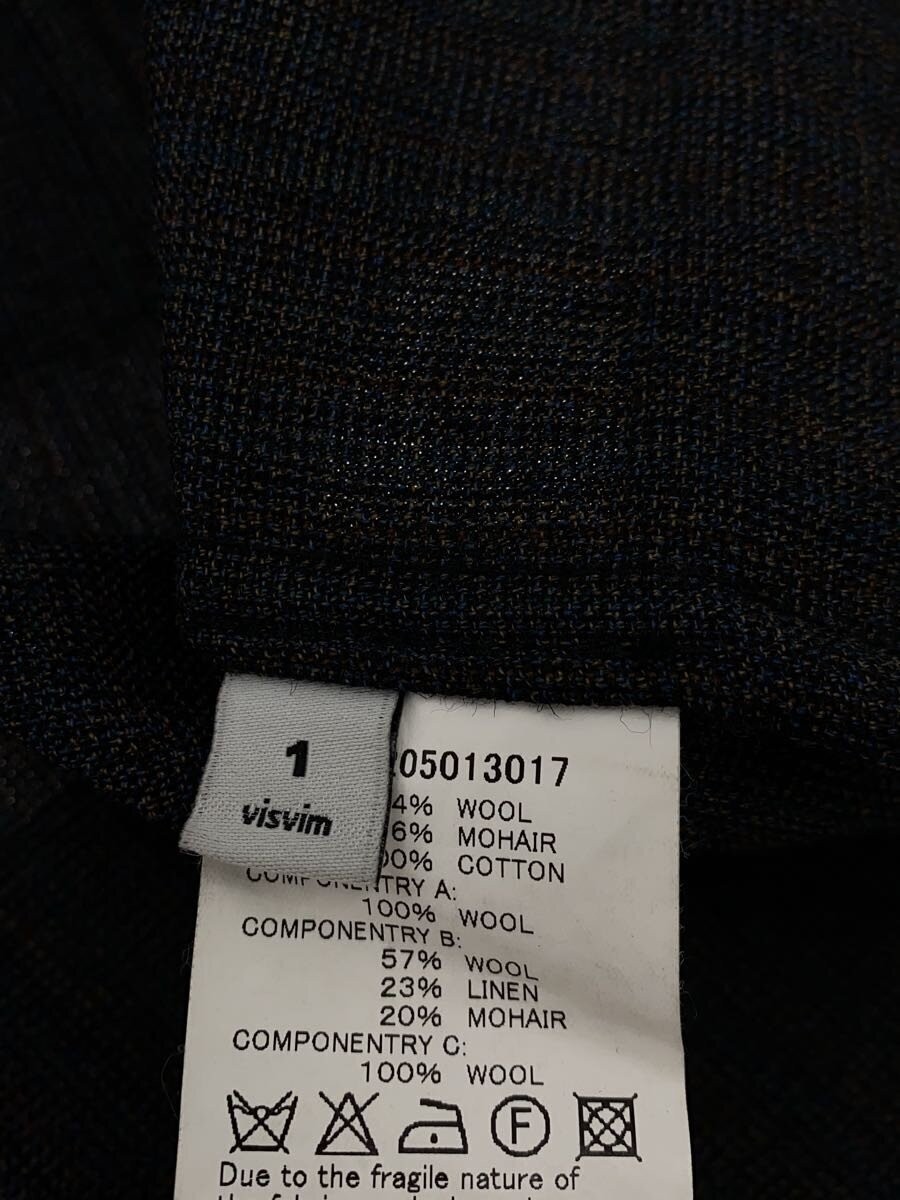 1
visvim
05013017
4% WOOL
6% MOHAIR
00% COTTON
COMPONENTRY A:
100% WOOL
COMPONENTRY B:
57% WOOL
23% LINEN
20% MOHAIR
COMPONENTRY C:
100% WOOL
F
Due to the fragile nature of